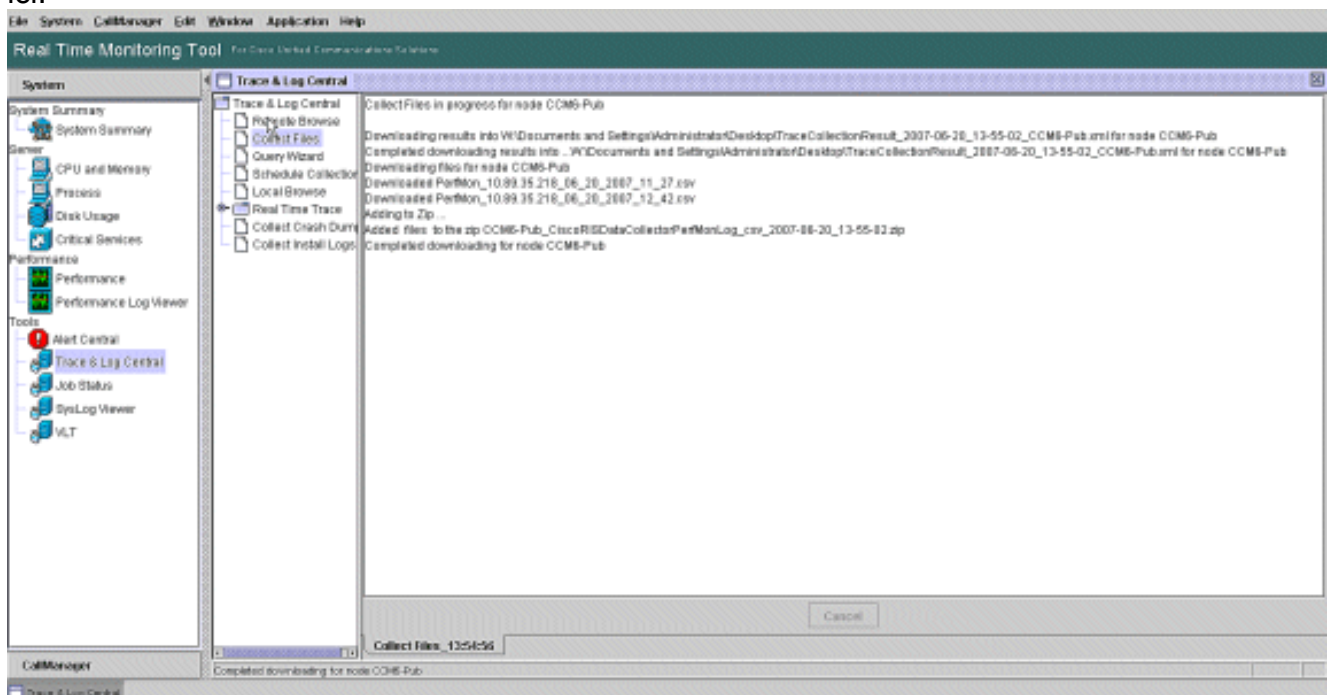 File System CallManager Edit Window Application Help
Real Time Monitoring Tool For Cisco Unified Communications Solutions
System
System Summary
System Summary
Server
CPU and Memory
Process
Disk Usage
Critical Services
Performance
Performance
Performance Log Viewer
Tools
Alert Central
Trace & Log Central
Job Status
SysLog Viewer
VLT
CallManager
Trace & Log Central
Trace & Log Central
Remote Browse
Collect Files
Query Wizard
Schedule Collection
Local Browse
Real Time Trace
Collect Crash Dump
Collect Install Logs
Collect Files in progress for node CCM6-Pub
Downloading results into W:\Documents and Settings\Administrator\Desktop\TraceCollectionResult_2007-06-20_13-55-02_CCM6-Pub.xml for node CCM6-Pub
Completed downloading results into ...W:\Documents and Settings\Administrator\Desktop\TraceCollectionResult_2007-06-20_13-55-02_CCM6-Pub.xml for node CCM6-Pub
Downloading files for node CCM6-Pub
Downloaded PerfMon_10.89.35.218_06_20_2007_11_27.csv
Downloaded PerfMon_10.89.35.218_06_20_2007_12_42.csv
Adding to Zip...
Added files to the zip CCM6-Pub_CiscoRISDataCollectorPerfMonLog_csv_2007-06-20_13-55-02.zip
Completed downloading for node CCM6-Pub
Cancel
Collect Files_13:54:56
Completed downloading for node CCM6-Pub
Trace & Log Central